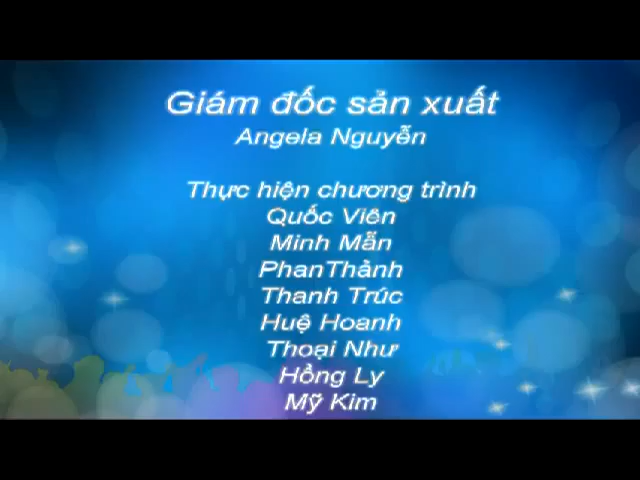 Giám đốc sản xuất
Angela Nguyễn
Thực hiện chương trình
Quốc Viên
Minh Mẫn
PhanThành
Thanh Trúc
Huệ Hoanh
Thoại Như
Hồng Ly
Mỹ Kim